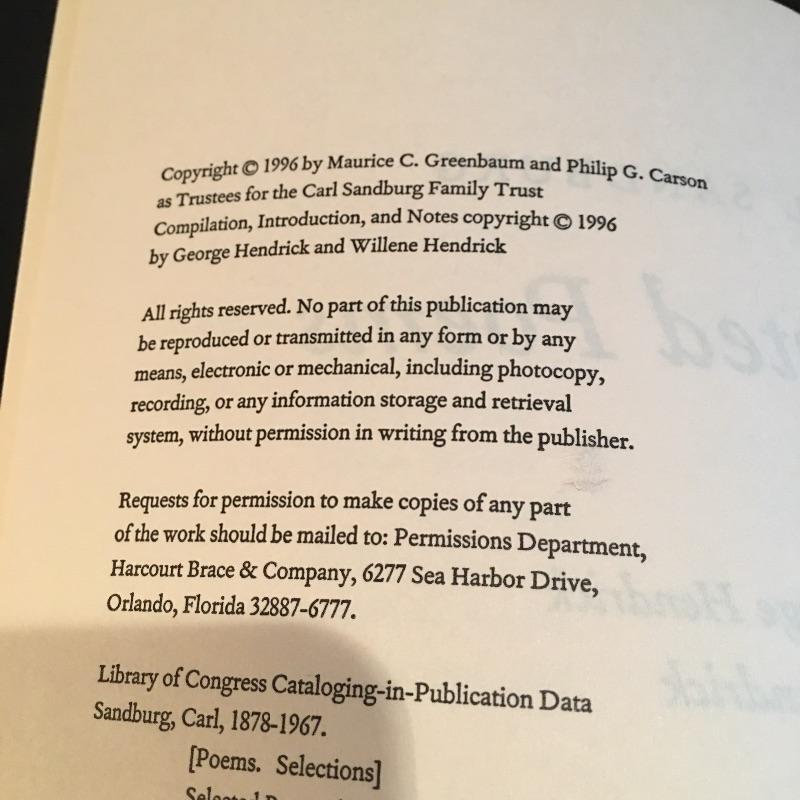 Copyright © 1996 by Maurice C. Greenbaum and Philip G. Carson
as Trustees for the Carl Sandburg Family Trust
Compilation, Introduction, and Notes copyright © 1996
by George Hendrick and Willene Hendrick
All rights reserved. No part of this publication may
be reproduced or transmitted in any form or by any
means, electronic or mechanical, including photocopy,
recording, or any information storage and retrieval
system, without permission in writing from the publisher.
Requests for permission to make copies of any part
of the work should be mailed to: Permissions Department,
Harcourt Brace & Company, 6277 Sea Harbor Drive,
Orlando, Florida 32887-6777.
Library of Congress Cataloging-in-Publication Data
Sandburg, Carl, 1878-1967.
[Poems. Selections]